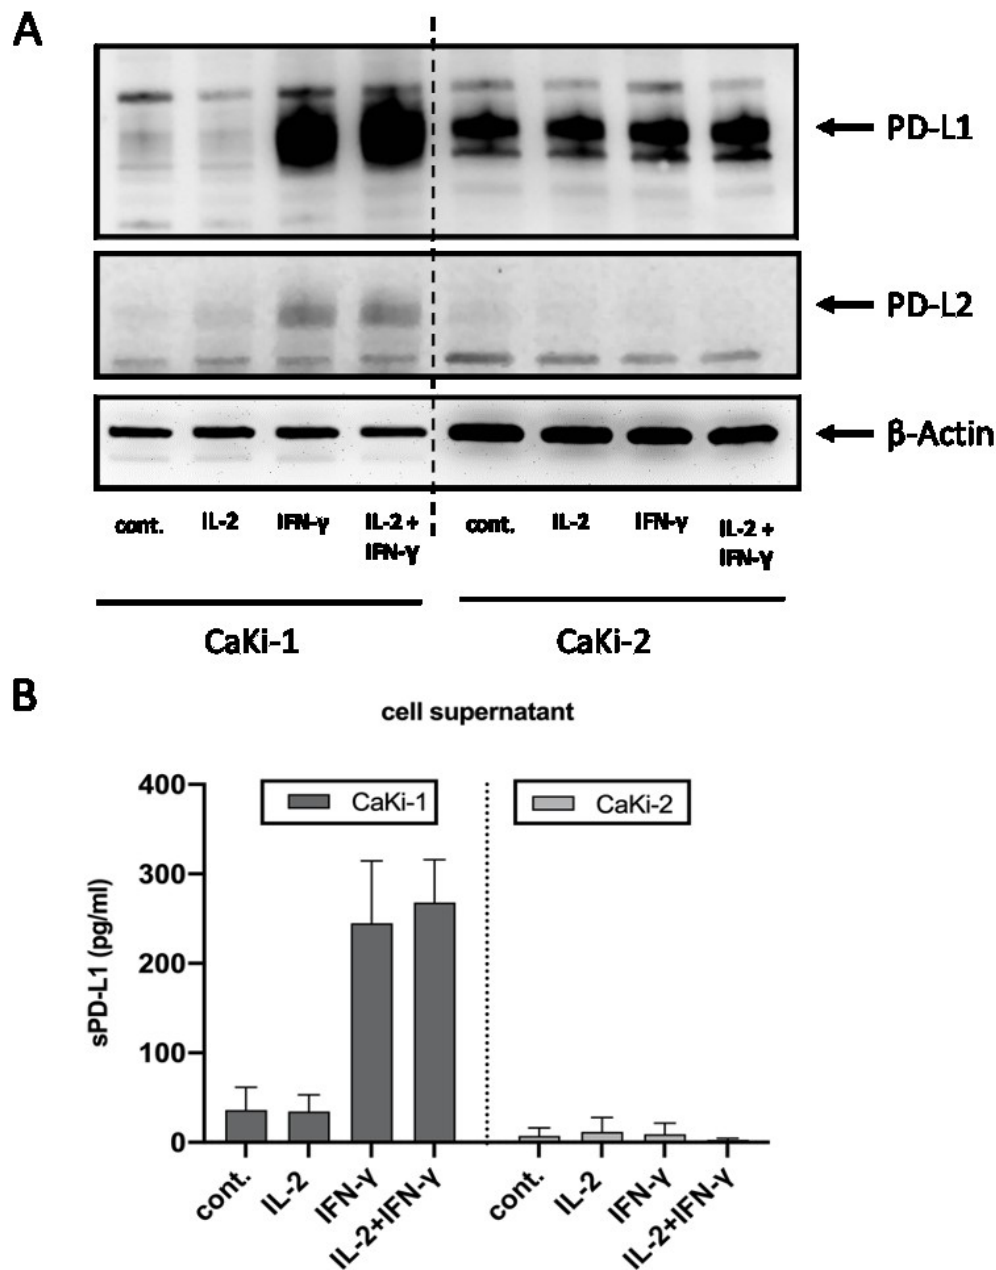 A
PD-L1
PD-L2
β-Actin
cont. IL-2 IFN-γ IL-2 + IFN-γ cont. IL-2 IFN-γ IL-2 + IFN-γ
CaKi-1 CaKi-2
B
cell supernatant
CaKi-1 CaKi-2
sPD-L1 (pg/ml)
400
300
200
100
0
cont. IL-2 IFN-γ IL-2+IFN-γ cont. IL-2 IFN-γ IL-2+IFN-γ